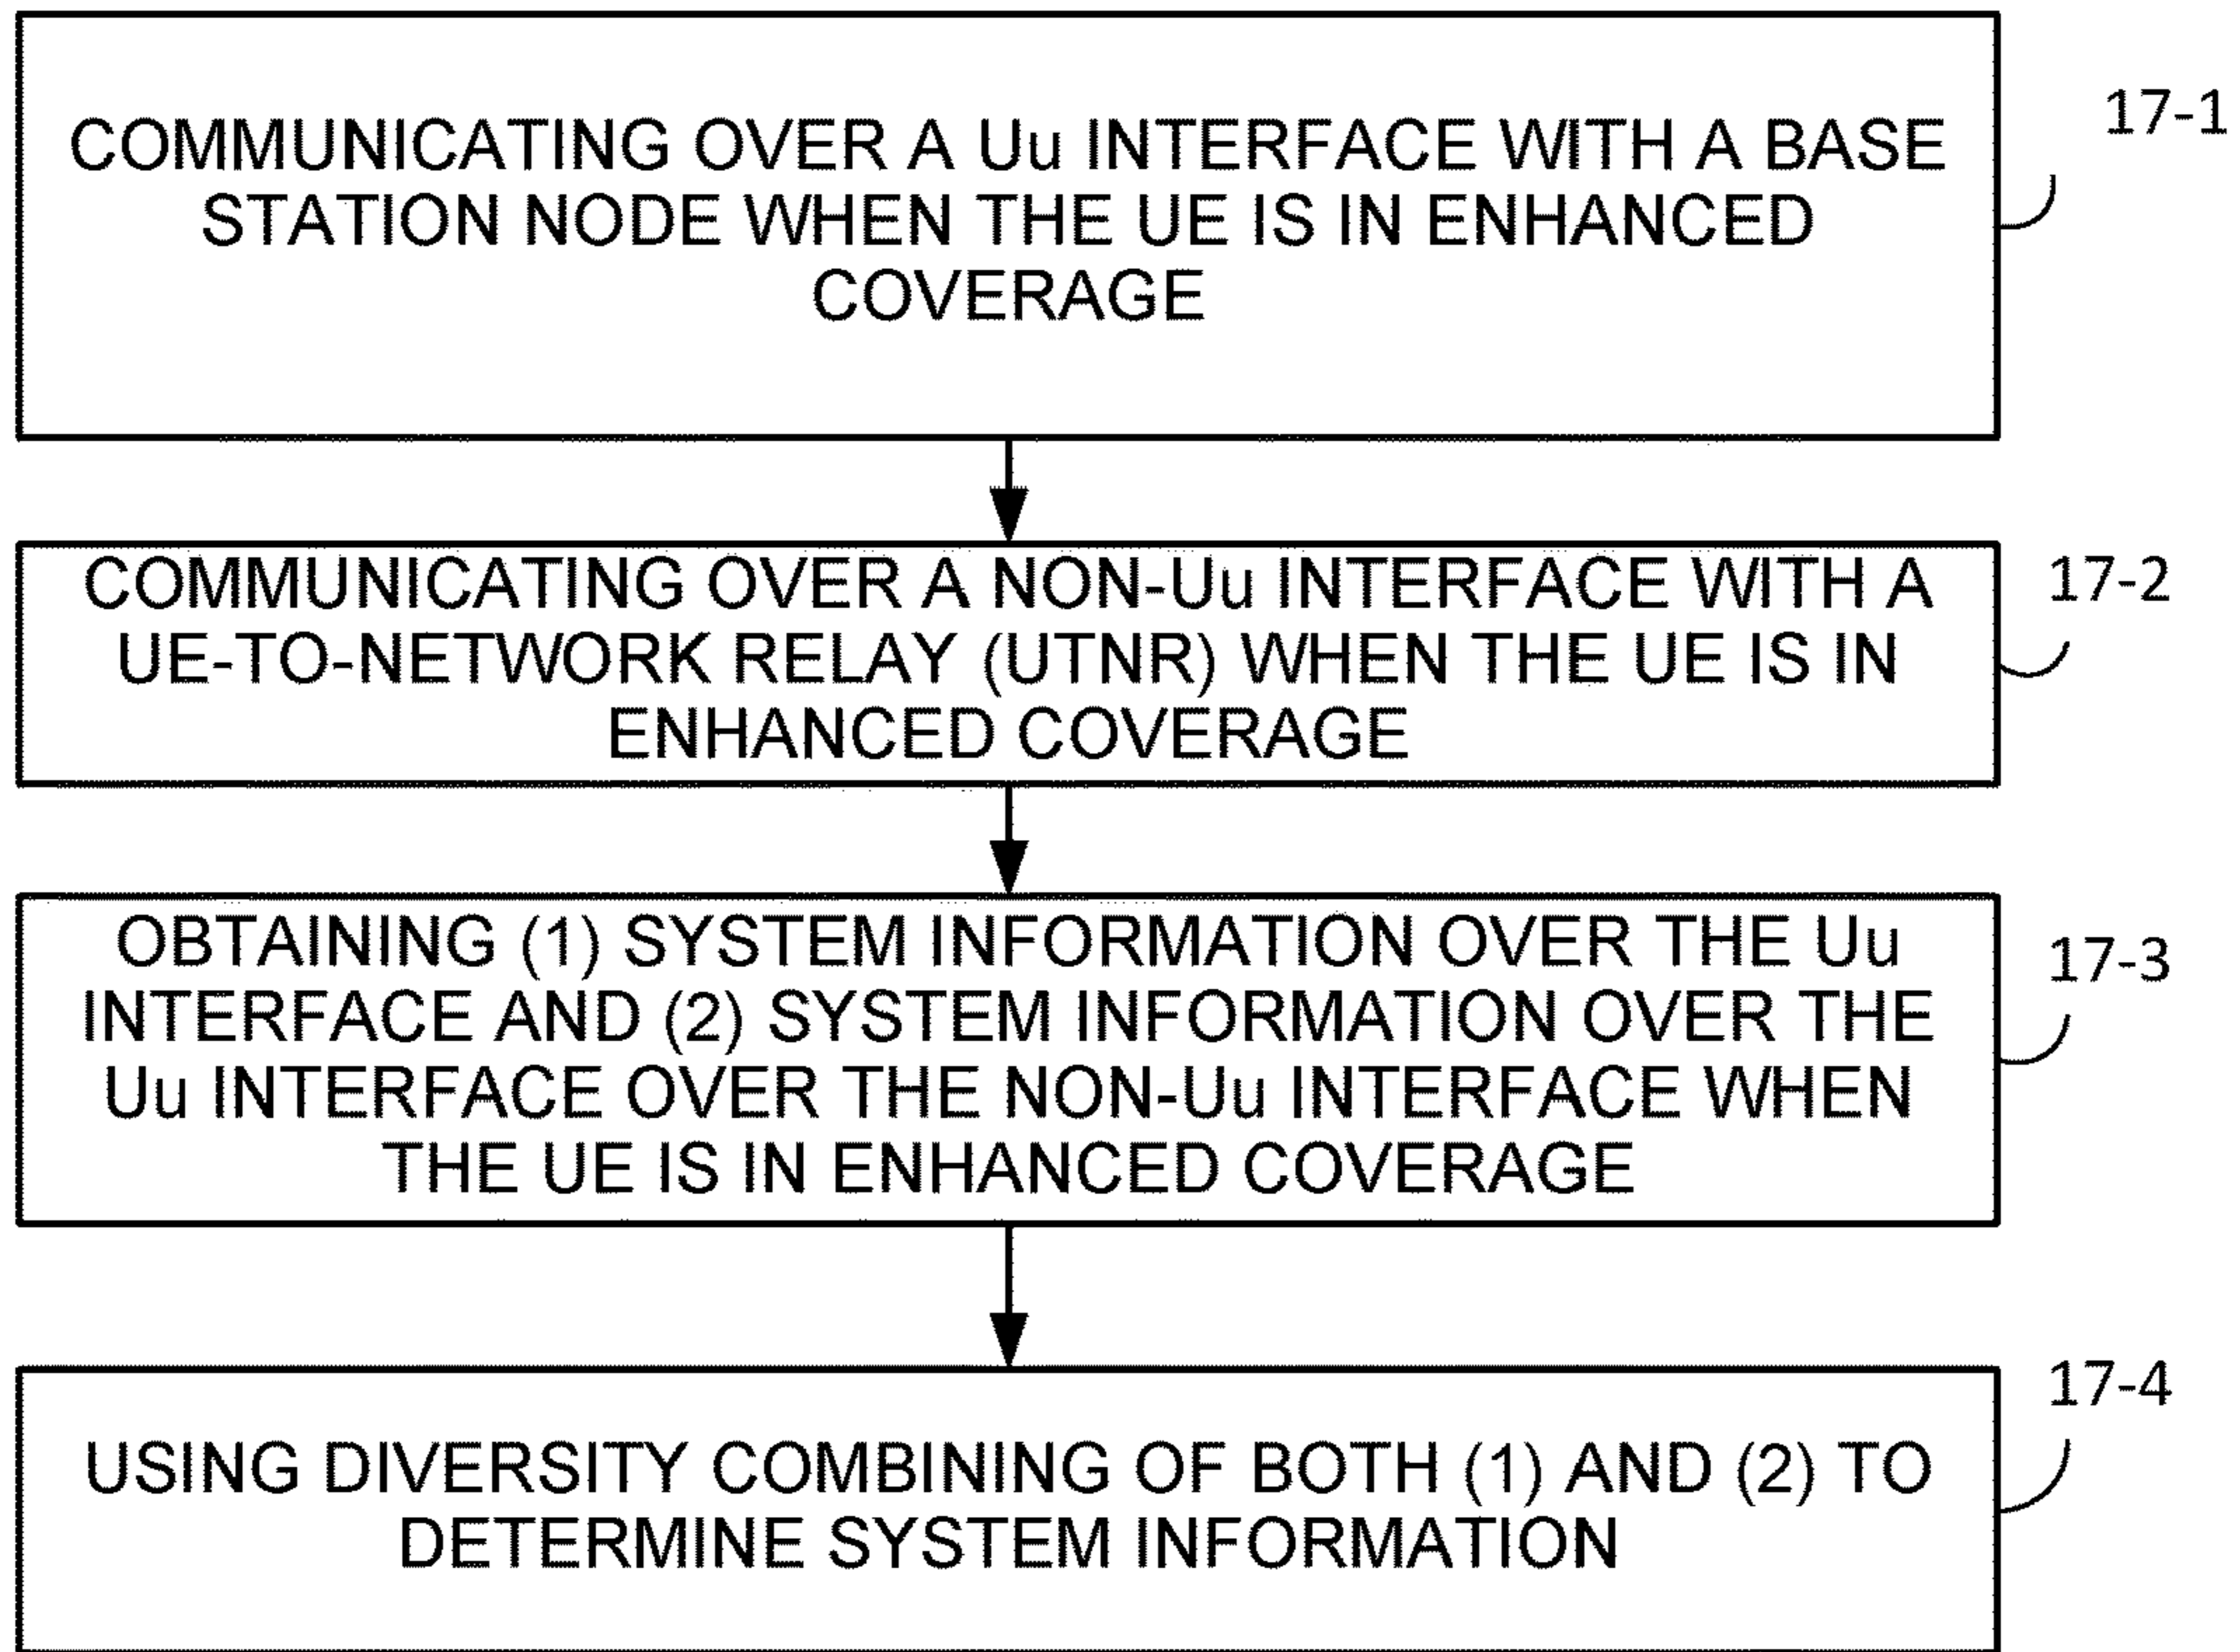 COMMUNICATING OVER A Uu INTERFACE WITH A BASE
STATION NODE WHEN THE UE IS IN ENHANCED
COVERAGE
17-1
COMMUNICATING OVER A NON-Uu INTERFACE WITH A
UE-TO-NETWORK RELAY (UTNR) WHEN THE UE IS IN
ENHANCED COVERAGE
17-2
OBTAINING (1) SYSTEM INFORMATION OVER THE Uu
INTERFACE AND (2) SYSTEM INFORMATION OVER THE
Uu INTERFACE OVER THE NON-Uu INTERFACE WHEN
THE UE IS IN ENHANCED COVERAGE
17-3
USING DIVERSITY COMBINING OF BOTH (1) AND (2) TO
DETERMINE SYSTEM INFORMATION
17-4